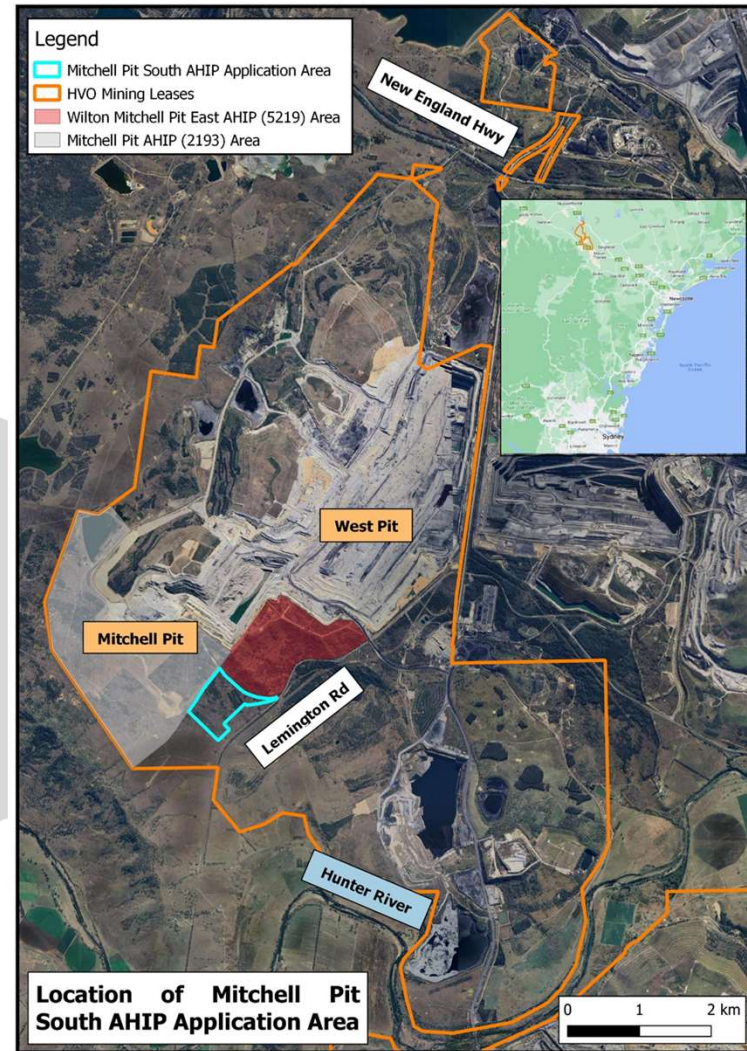 Legend
Mitchell Pit South AHIP Application Area
HVO Mining Leases
Wilton Mitchell Pit East AHIP (5219) Area
Mitchell Pit AHIP (2193) Area
New England Hwy
Newcastle
Sydney
West Pit
Mitchell Pit
Lemington Rd
Hunter River
Location of Mitchell Pit
South AHIP Application Area
0 1 2 km